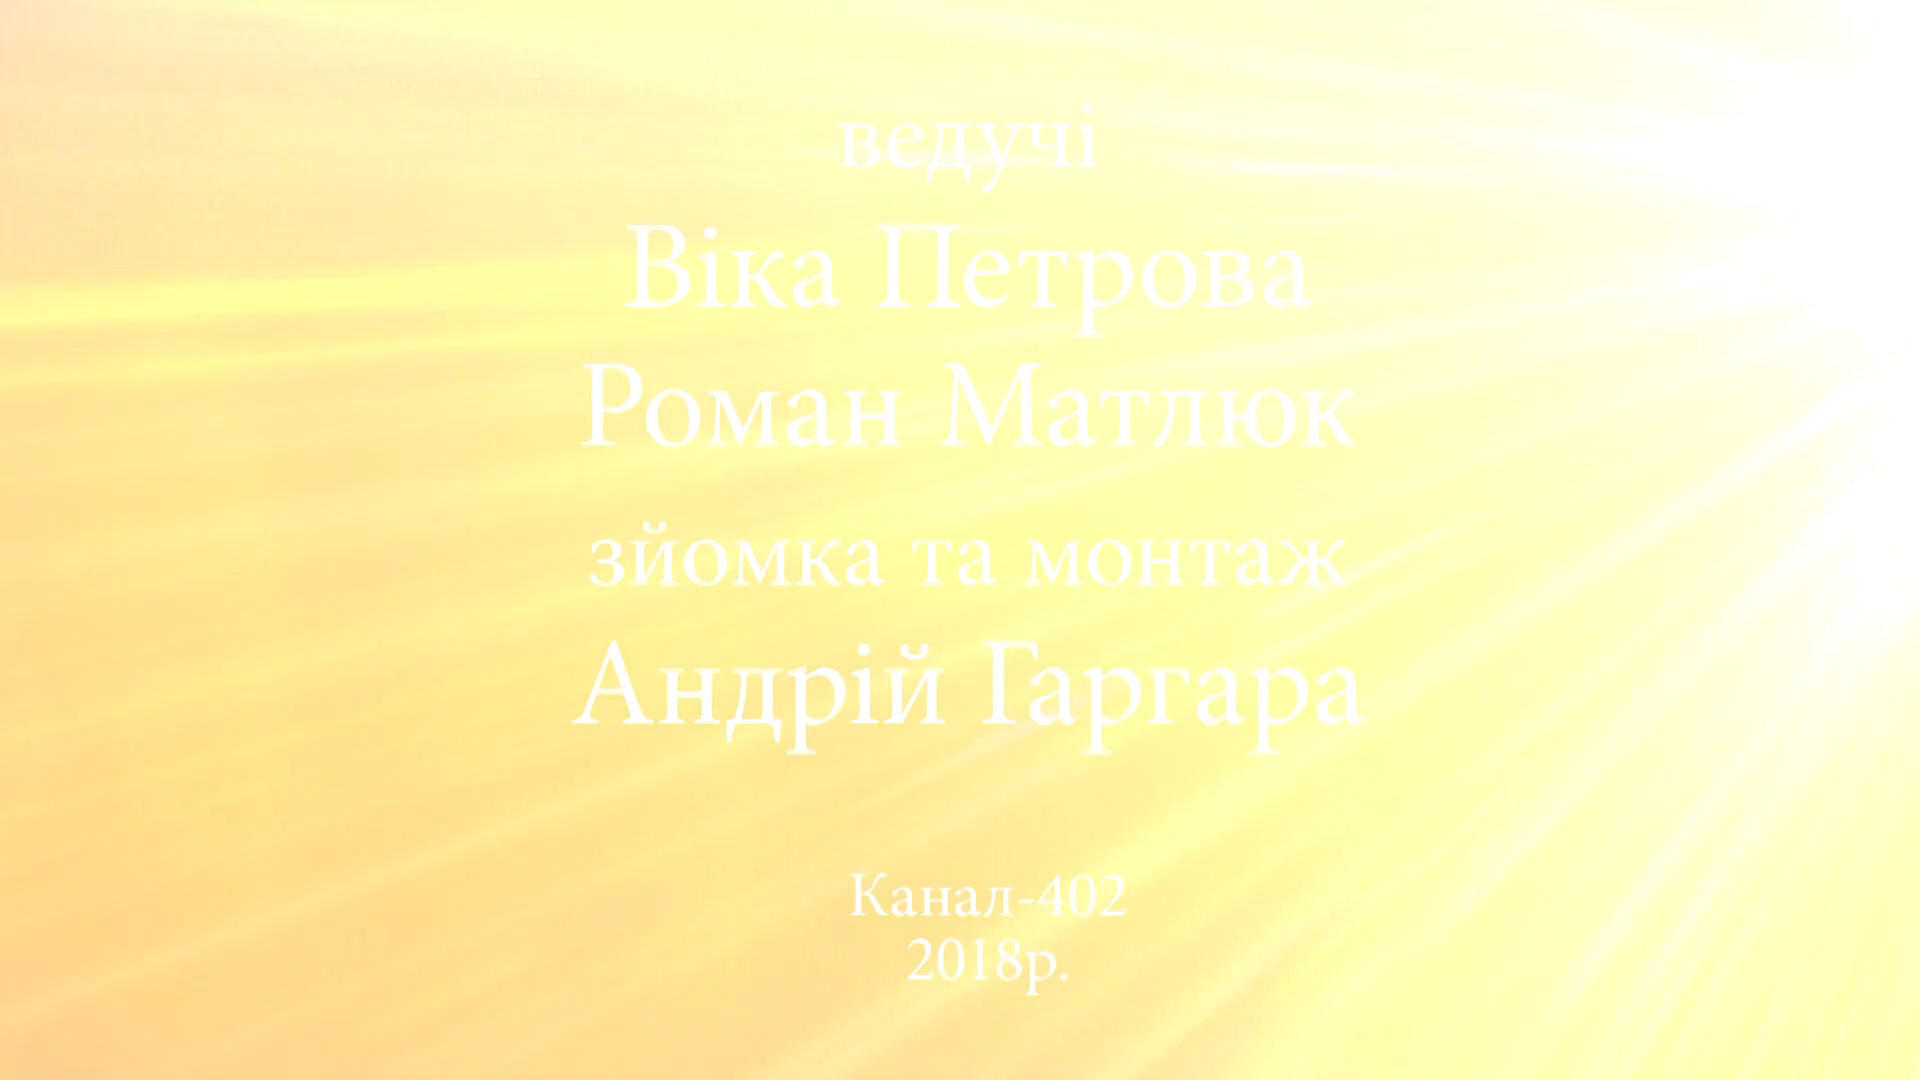 ведучі
Віка Петрова
Роман Матлюк
зйомка та монтаж
Андрій Гаргара
Канал-402
2018р.